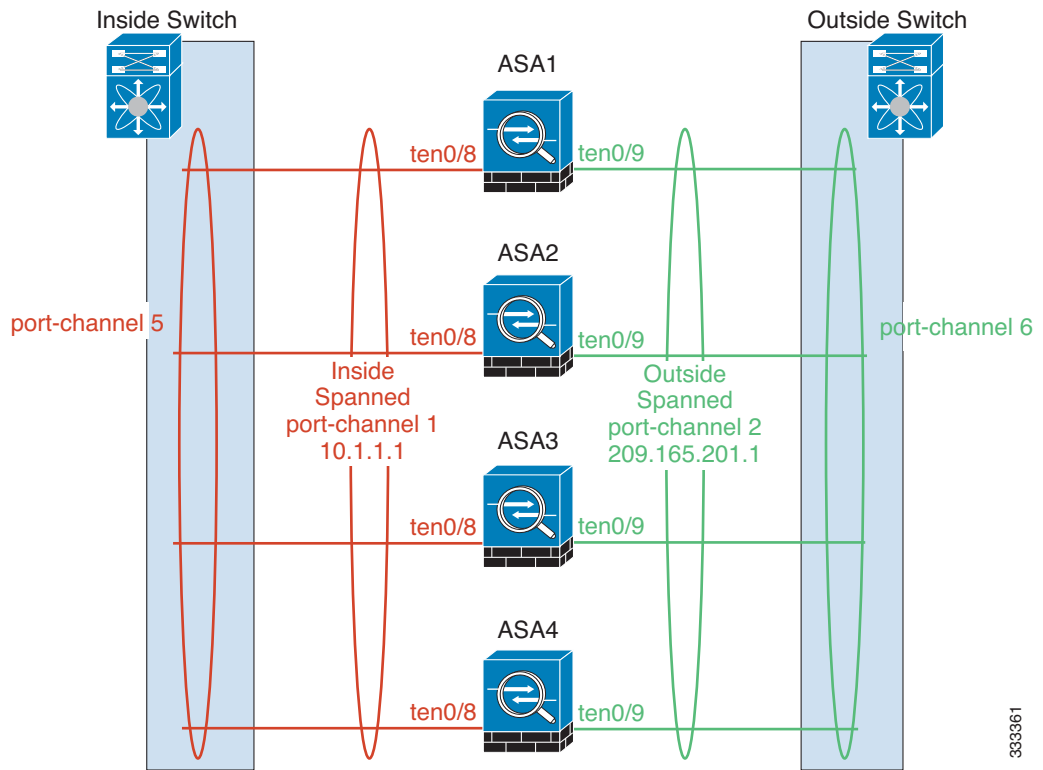 Inside Switch
Outside Switch
ASA1
ten0/8
ten0/9
ASA2
port-channel 5
port-channel 6
ten0/8
ten0/9
Inside
Spanned
port-channel 1
10.1.1.1
Outside
Spanned
port-channel 2
209.165.201.1
ASA3
ten0/8
ten0/9
ASA4
ten0/8
ten0/9
333361